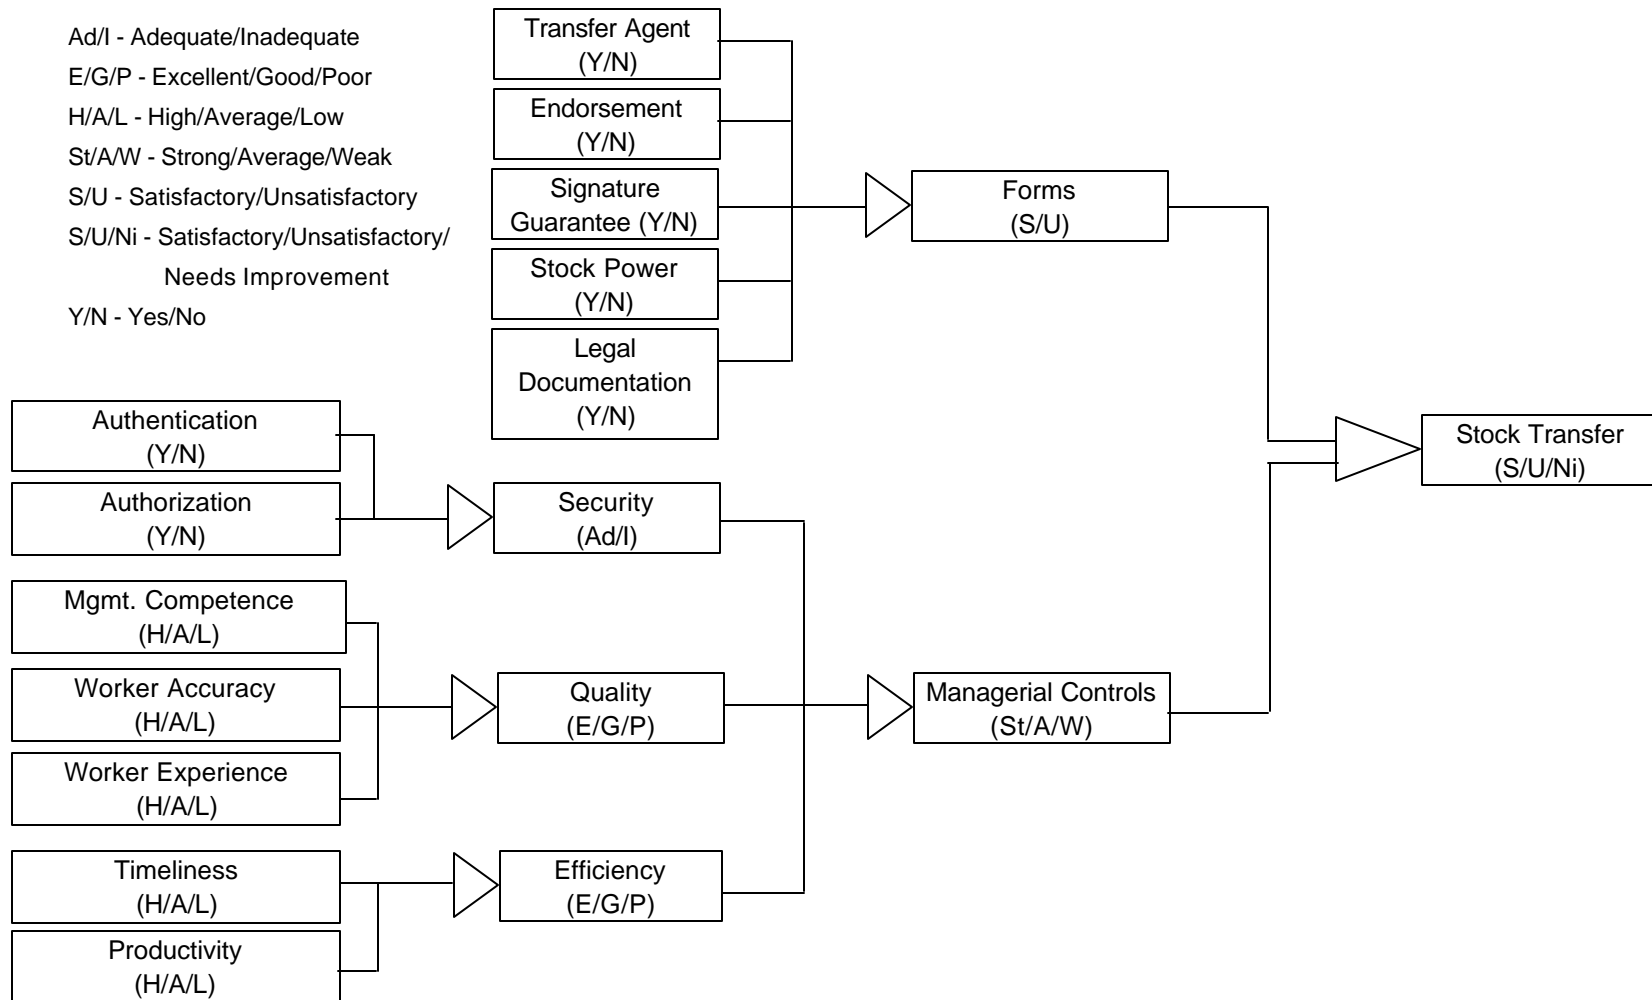 Ad/I - Adequate/Inadequate
E/G/P - Excellent/Good/Poor
H/A/L - High/Average/Low
St/A/W - Strong/Average/Weak
S/U - Satisfactory/Unsatisfactory
S/U/Ni - Satisfactory/Unsatisfactory/
Needs Improvement
Y/N - Yes/No
Transfer Agent
(Y/N)
Endorsement
(Y/N)
Signature
Guarantee (Y/N)
Stock Power
(Y/N)
Legal
Documentation
(Y/N)
Forms
(S/U)
Authentication
(Y/N)
Authorization
(Y/N)
Security
(Ad/I)
Mgmt. Competence
(H/A/L)
Worker Accuracy
(H/A/L)
Worker Experience
(H/A/L)
Quality
(E/G/P)
Timeliness
(H/A/L)
Productivity
(H/A/L)
Efficiency
(E/G/P)
Managerial Controls
(St/A/W)
Stock Transfer
(S/U/Ni)